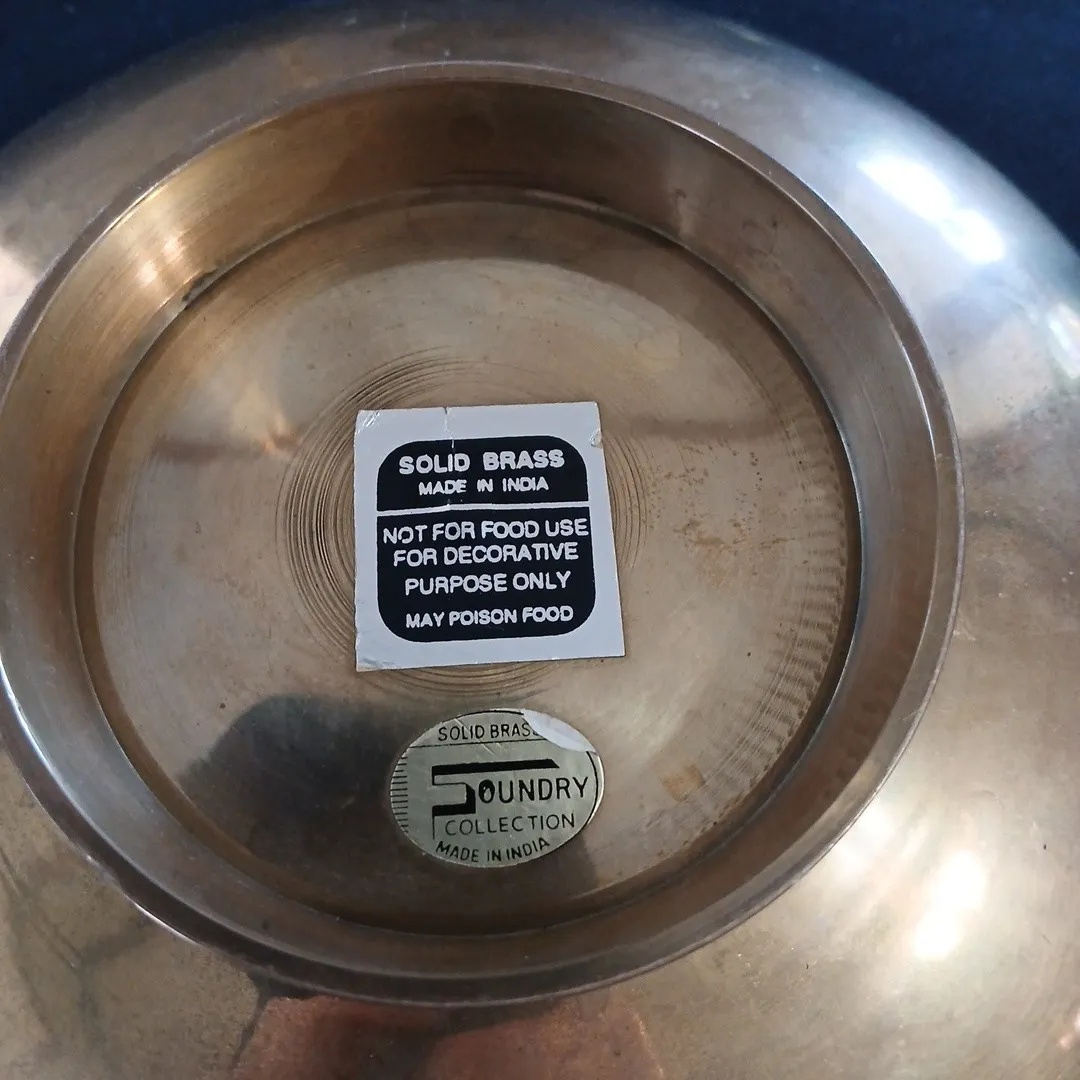 SOLID BRASS
MADE IN INDIA
NOT FOR FOOD USE
FOR DECORATIVE
PURPOSE ONLY
MAY POISON FOOD
SOLID BRASS
FOUNDRY
COLLECTION
MADE IN INDIA